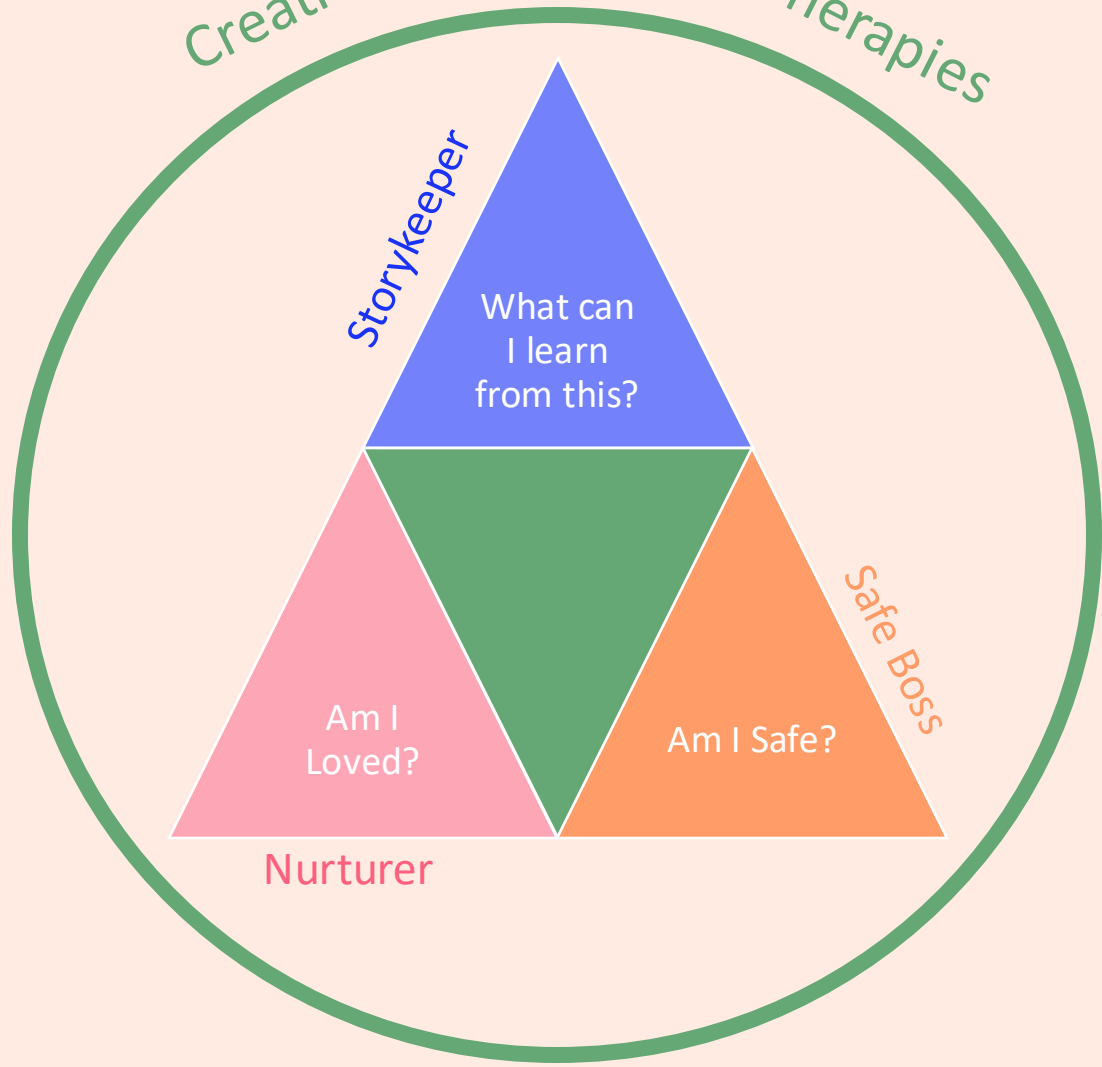 Storykeeper
What can
I learn
from this?
Safe Boss
Am I
Loved?
Am I Safe?
Nurturer